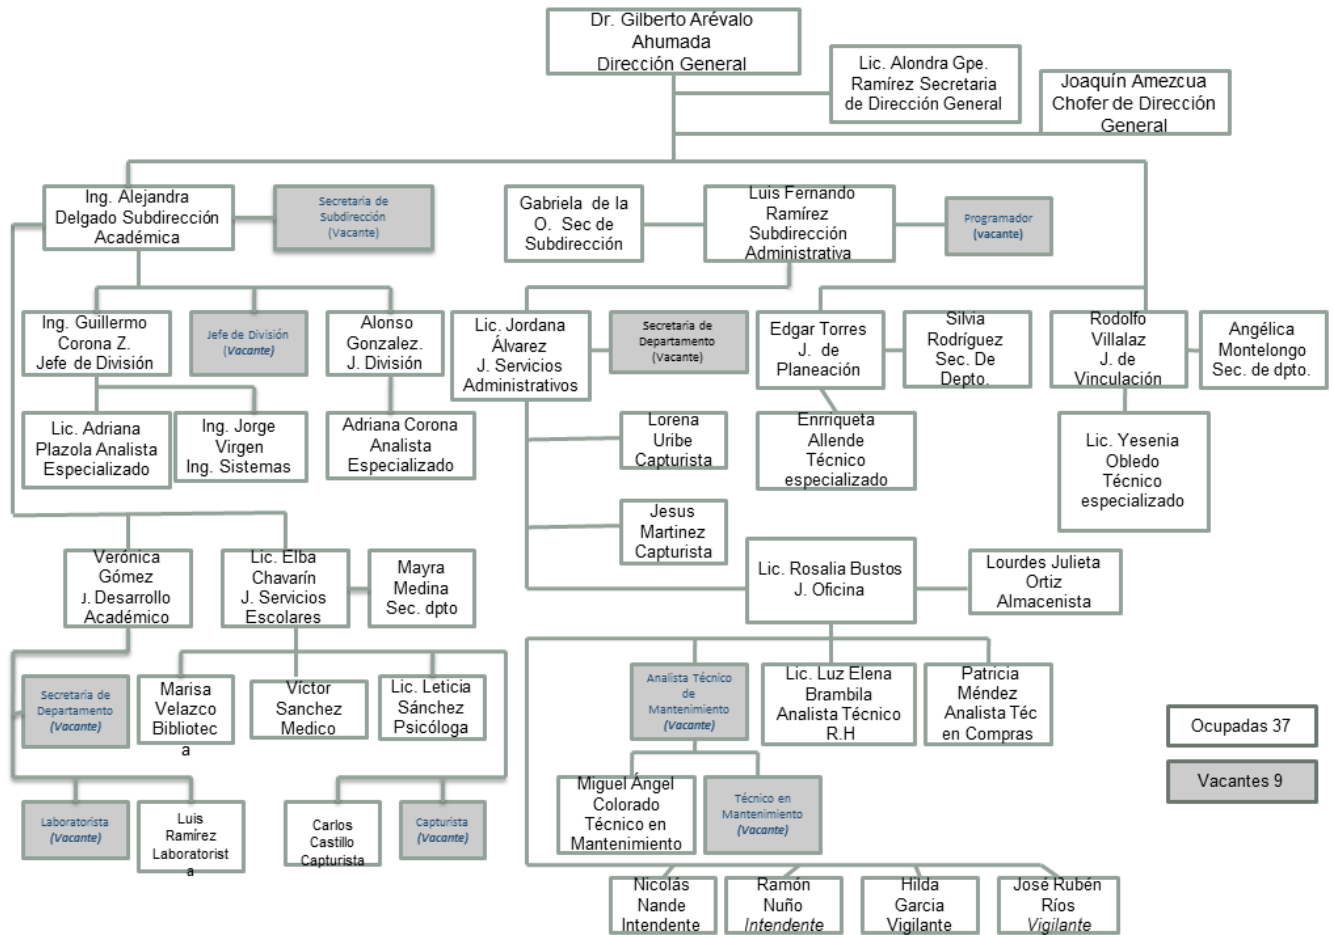 Dr. Gilberto Arévalo
Ahumada
Dirección General
Lic. Alondra Gpe.
Ramírez Secretaria
de Dirección General
Joaquín Amezcua
Chofer de Dirección
General
Ing. Alejandra
Delgado Subdirección
Académica
Secretaria de
Subdirección
(Vacante)
Gabriela de la
O. Sec de
Subdirección
Luis Fernando
Ramírez
Subdirección
Administrativa
Programador
(vacante)
Ing. Guillermo
Corona Z.
Jefe de División
Jefe de División
(Vacante)
Alonso
Gonzalez.
J. División
Lic. Jordana
Álvarez
J. Servicios
Administrativos
Secretaria de
Departamento
(Vacante)
Edgar Torres
J. de
Planeación
Silvia
Rodríguez
Sec. De
Depto.
Rodolfo
Villalaz
J. de
Vinculación
Angélica
Montelongo
Sec. de dpto.
Lic. Adriana
Plazola Analista
Especializado
Ing. Jorge
Virgen
Ing. Sistemas
Adriana Corona
Analista
Especializado
Lorena
Uribe
Capturista
Enrriqueta
Allende
Técnico
especializado
Lic. Yesenia
Obledo
Técnico
especializado
Jesus
Martinez
Capturista
Verónica
Gómez
J. Desarrollo
Académico
Lic. Elba
Chavarín
J. Servicios
Escolares
Mayra
Medina
Sec. dpto
Lic. Rosalia Bustos
J. Oficina
Lourdes Julieta
Ortiz
Almacenista
Secretaria de
Departamento
(Vacante)
Marisa
Velazco
Bibliotec
a
Víctor
Sanchez
Medico
Lic. Leticia
Sánchez
Psicóloga
Analista Técnico
de
Mantenimiento
(Vacante)
Lic. Luz Elena
Brambila
Analista Técnico
R.H
Patricia
Méndez
Analista Téc
en Compras
Ocupadas 37
Vacantes 9
Laboratorista
(Vacante)
Luis
Ramírez
Laboratorist
a
Carlos
Castillo
Capturista
Capturista
(Vacante)
Miguel Ángel
Colorado
Técnico en
Mantenimiento
Técnico en
Mantenimiento
(Vacante)
Nicolás
Nande
Intendente
Ramón
Nuño
Intendente
Hilda
Garcia
Vigilante
José Rubén
Ríos
Vigilante